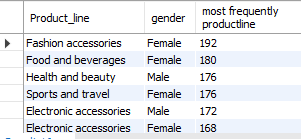 Product_line gender most frequently productline
Fashion accessories Female 192
Food and beverages Female 180
Health and beauty Male 176
Sports and travel Female 176
Electronic accessories Male 172
Electronic accessories Female 168